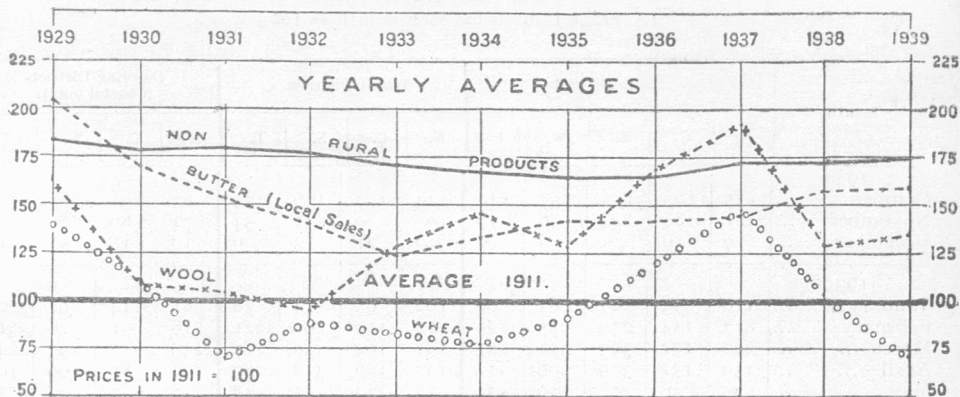 1929 1930 1931 1932 1933 1934 1935 1936 1937 1938 1939
YEARLY AVERAGES
225 225
200 200
NON RURAL PRODUCTS
175 175
BUTTER (Local Sales)
150 150
125 125
WOOL
AVERAGE 1911.
100 100
WHEAT
75 75
PRICES IN 1911 - 100
50 50